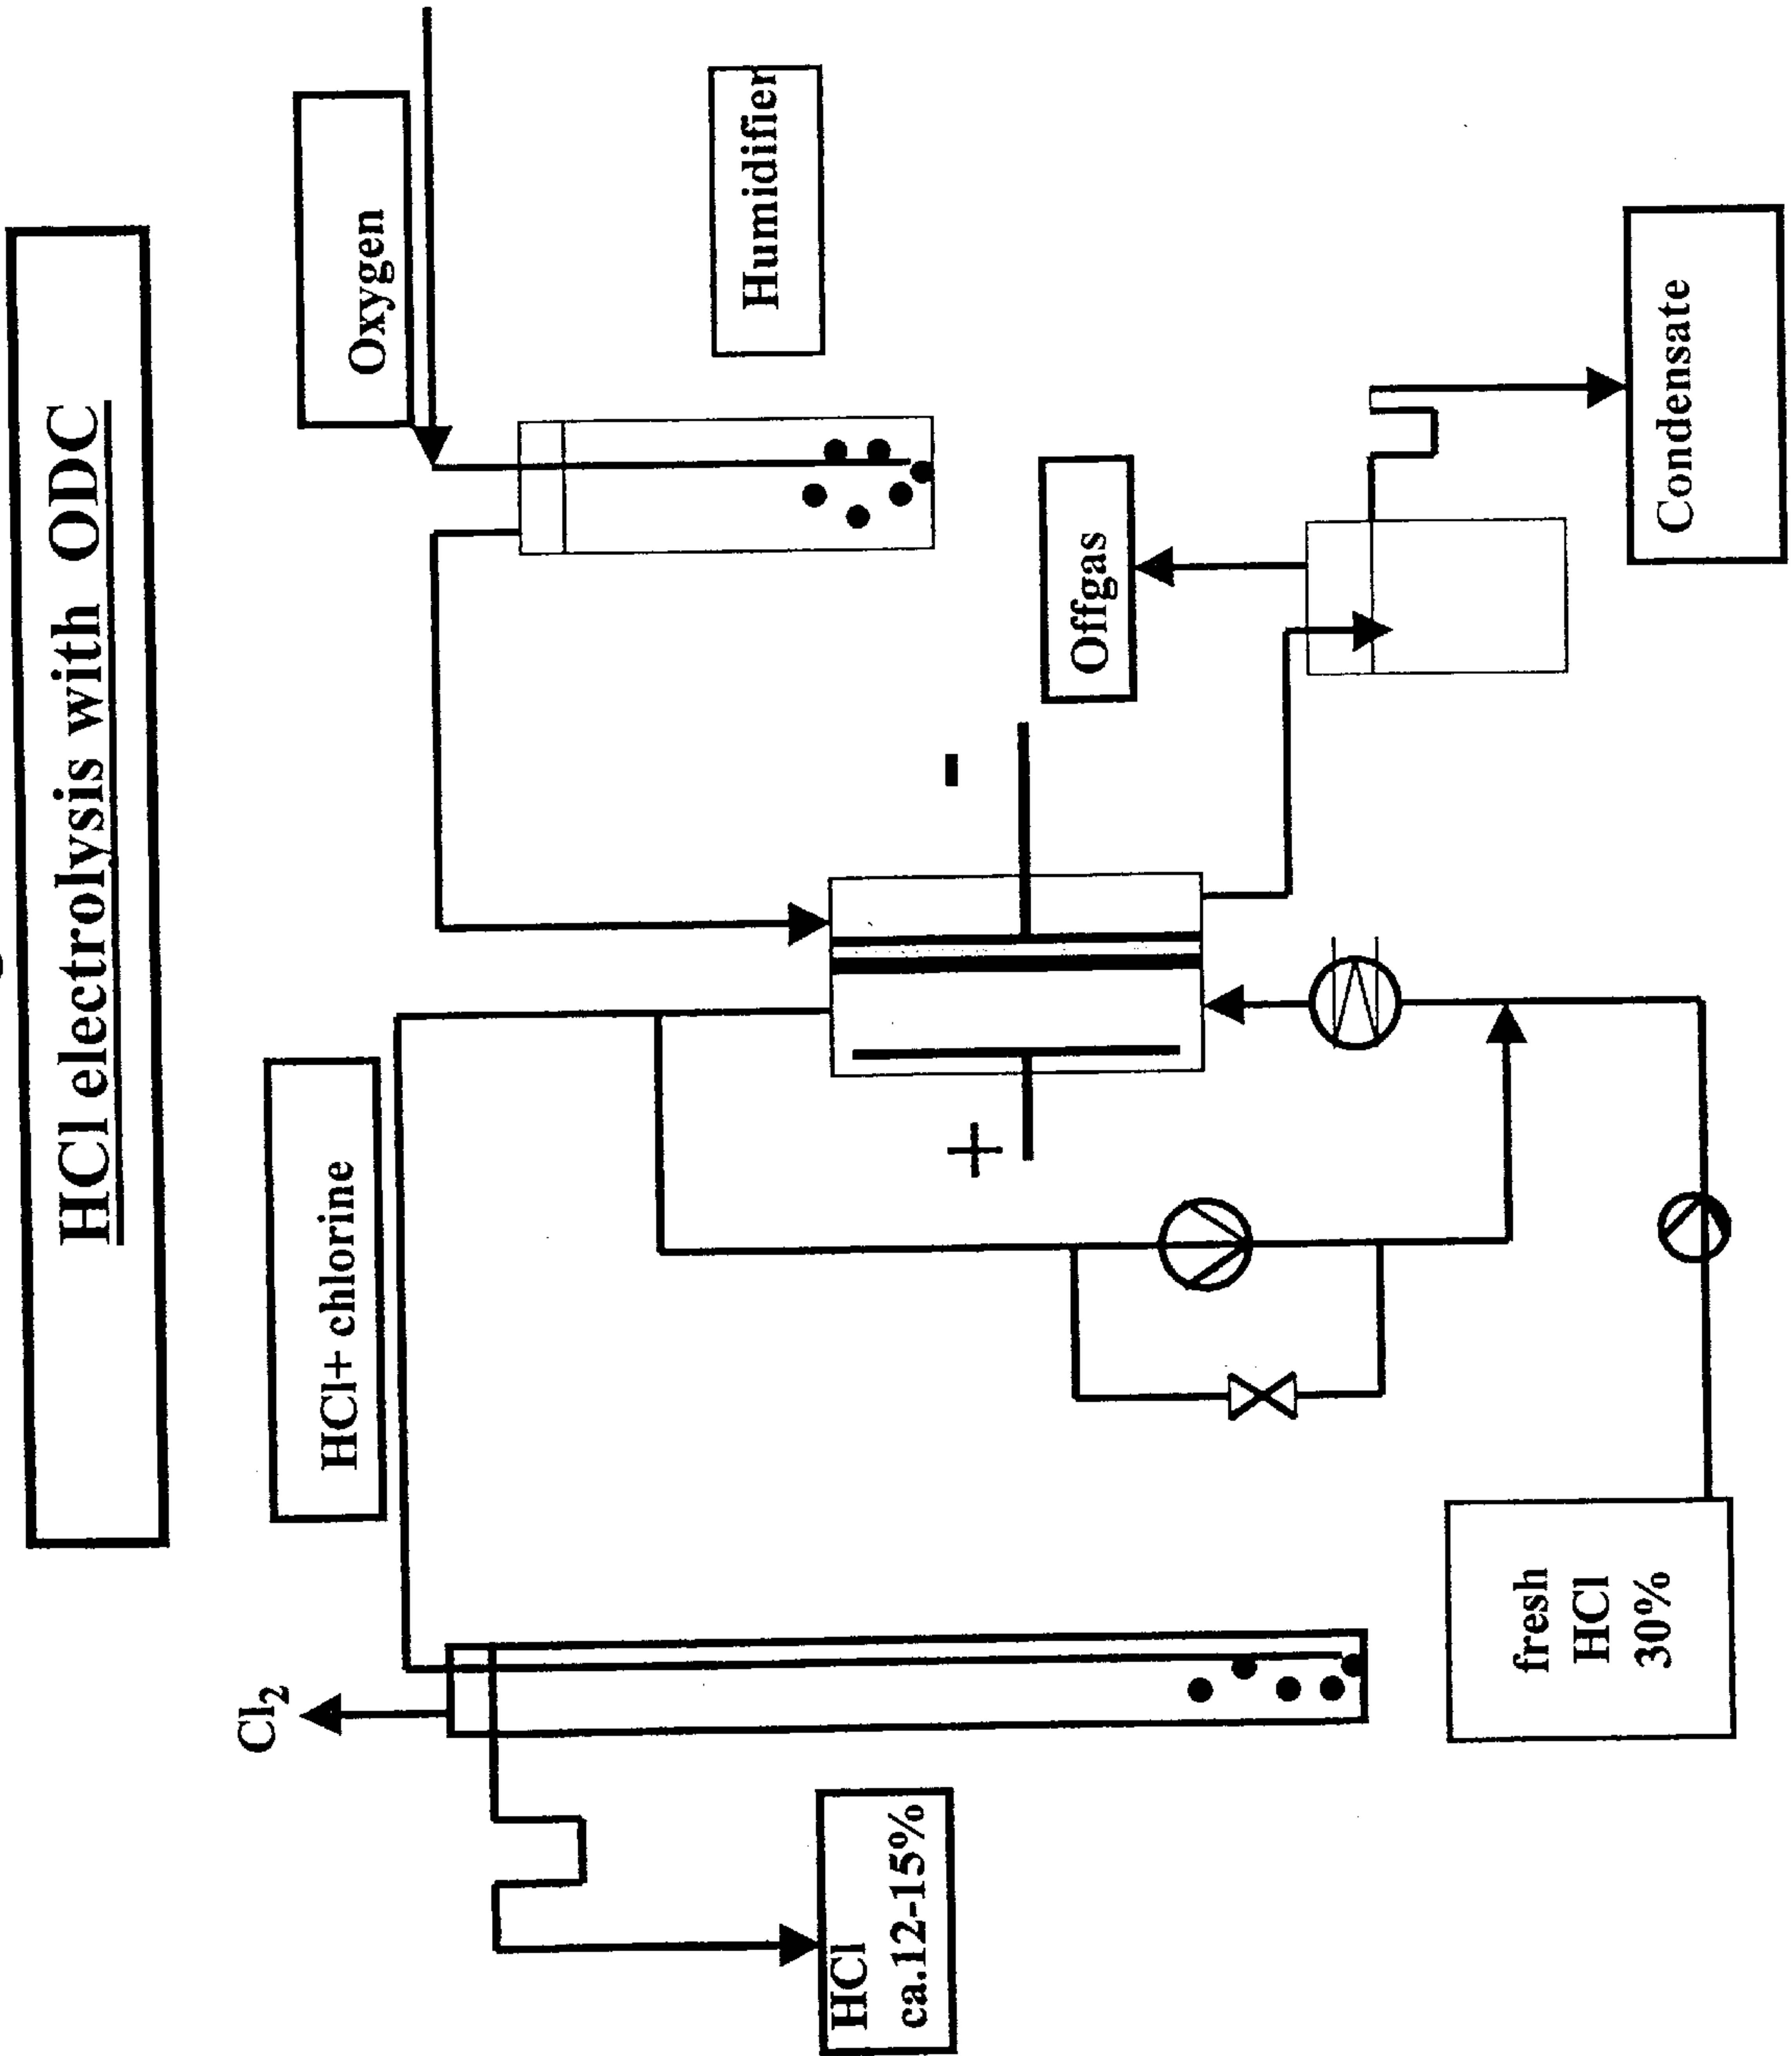 HCl electrolysis with ODC
Cl₂
HCl+ chlorine
Oxygen
Humidifier
HCl
ca.12-15%
+
-
Offgas
fresh
HCl
30%
Condensate